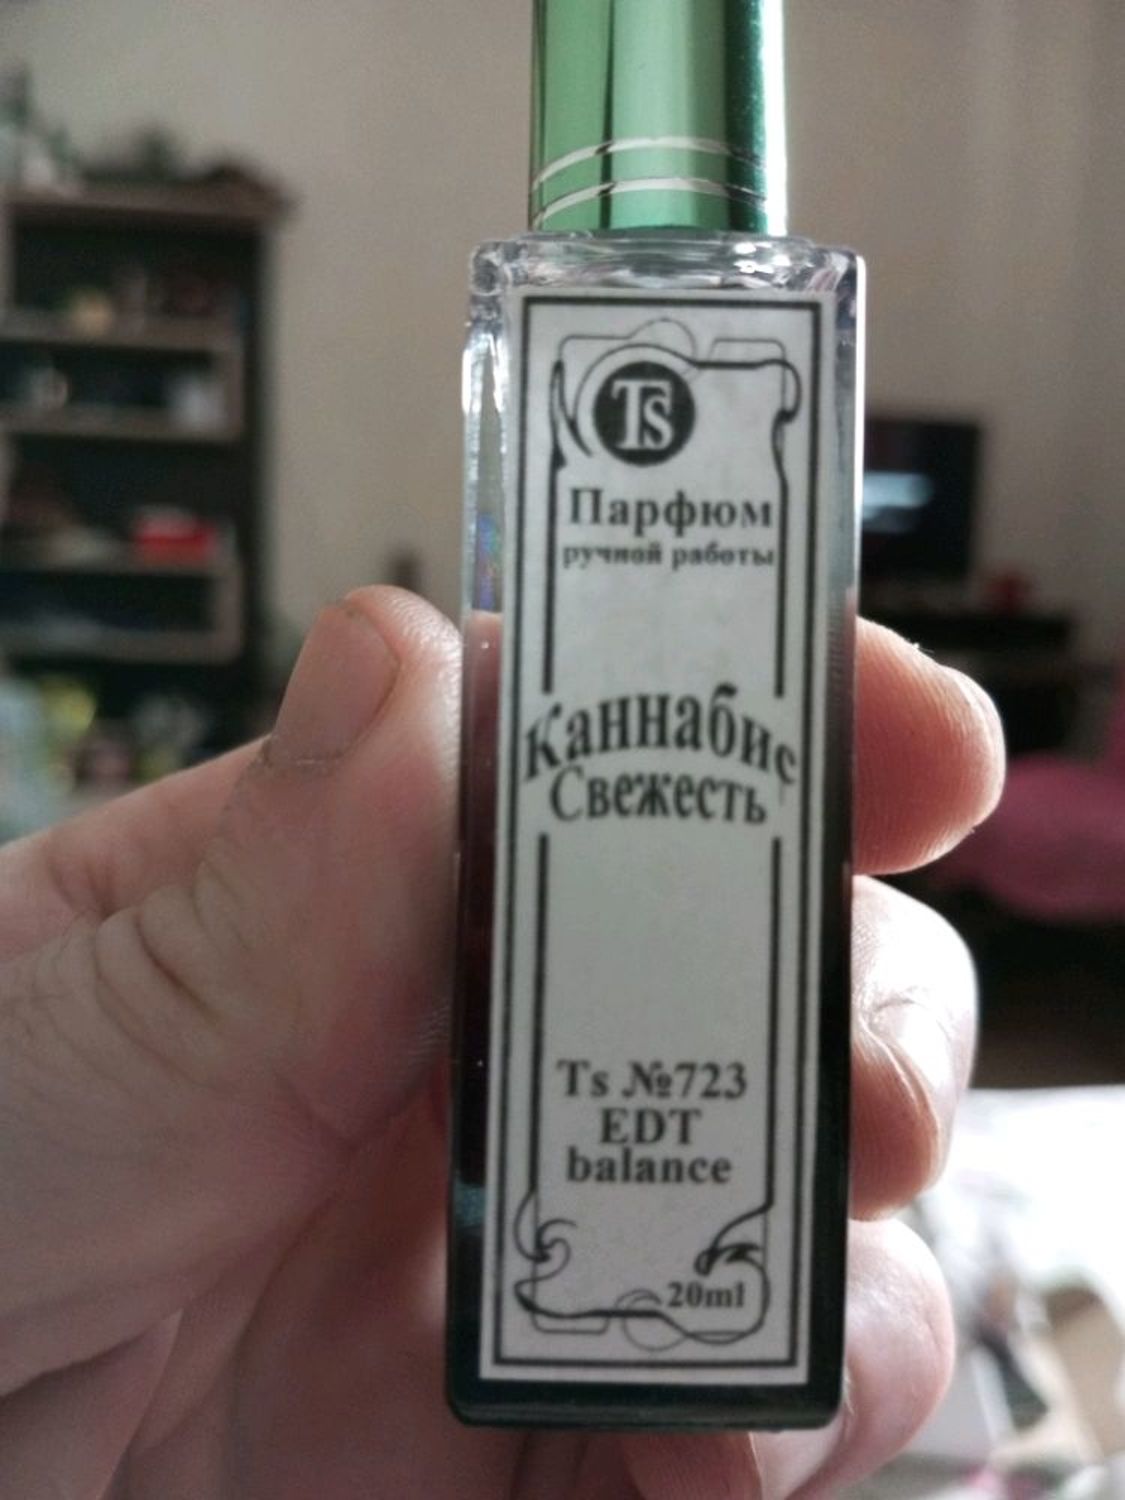 Ts
Парфюм
ручной работы
Каннабис
Свежесть
Ts №723
EDT
balance
20ml